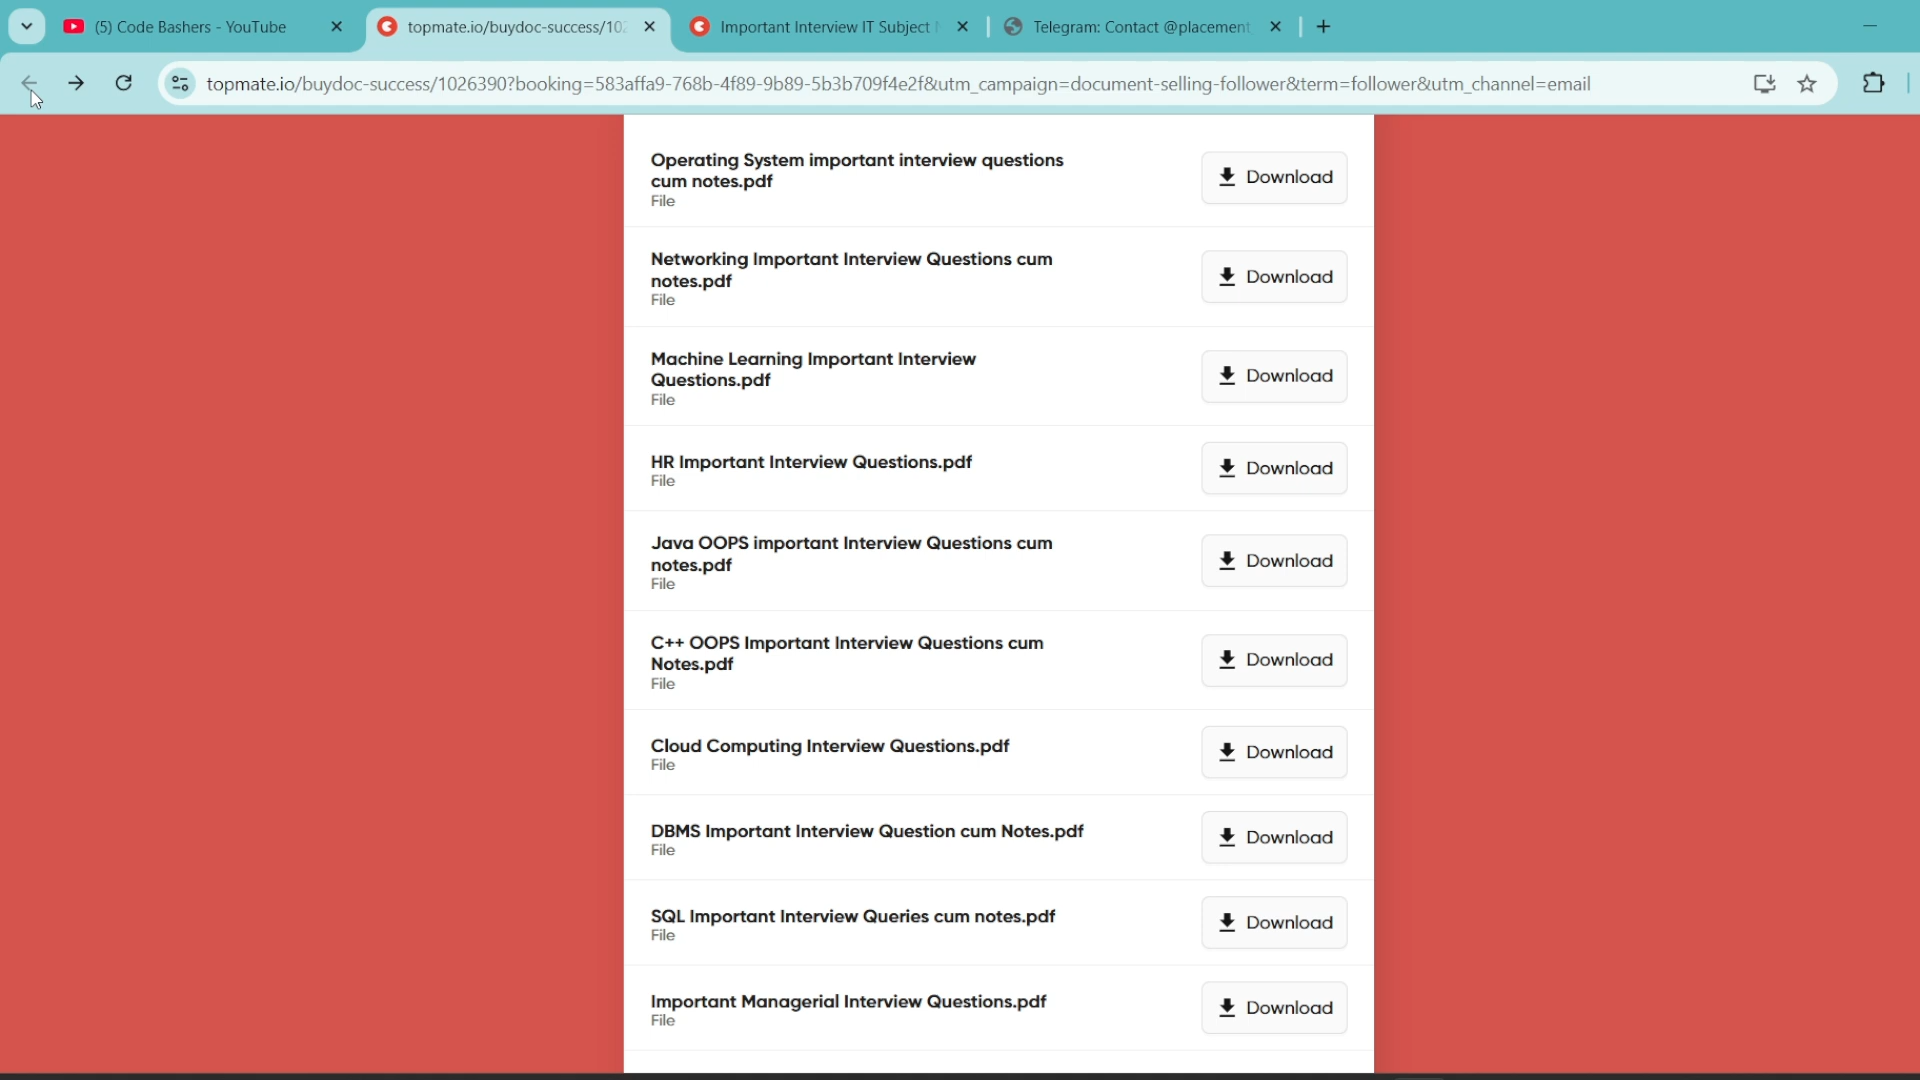 (5) Code Bashers - YouTube
topmate.io/buydoc-success/102
Important Interview IT Subject
Telegram: Contact @placement
topmate.io/buydoc-success/1026390?booking=583affa9-768b-4f89-9b89-5b3b709f4e2f&utm_campaign=document-selling-follower&term=follower&utm_channel=email
Operating System important interview questions
cum notes.pdf
File
Download
Networking Important Interview Questions cum
notes.pdf
File
Download
Machine Learning Important Interview
Questions.pdf
File
Download
HR Important Interview Questions.pdf
File
Download
Java OOPS important Interview Questions cum
notes.pdf
File
Download
C++ OOPS Important Interview Questions cum
Notes.pdf
File
Download
Cloud Computing Interview Questions.pdf
File
Download
DBMS Important Interview Question cum Notes.pdf
File
Download
SQL Important Interview Queries cum notes.pdf
File
Download
Important Managerial Interview Questions.pdf
File
Download